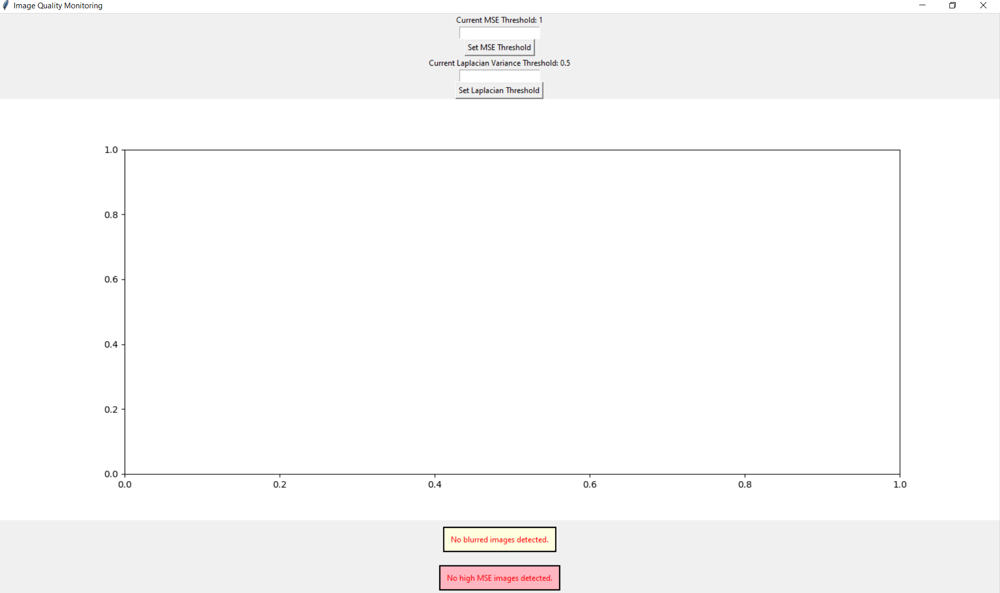 Image Quality Monitoring
Current MSE Threshold: 1
Set MSE Threshold
Current Laplacian Variance Threshold: 0.5
Set Laplacian Threshold
1.0
0.8
0.6
0.4
0.2
0.0
0.0 0.2 0.4 0.6 0.8 1.0
No blurred images detected.
No high MSE images detected.